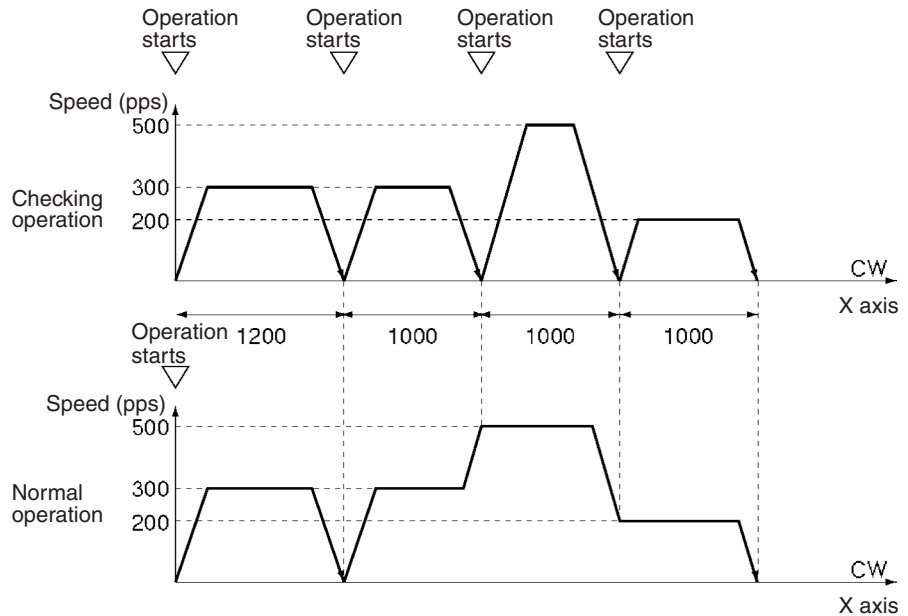 Operation starts
Operation starts
Operation starts
Operation starts
Speed (pps)
500
300
200
Checking operation
CW
X axis
1200
1000
1000
1000
Operation starts
Speed (pps)
500
300
200
Normal operation
CW
X axis